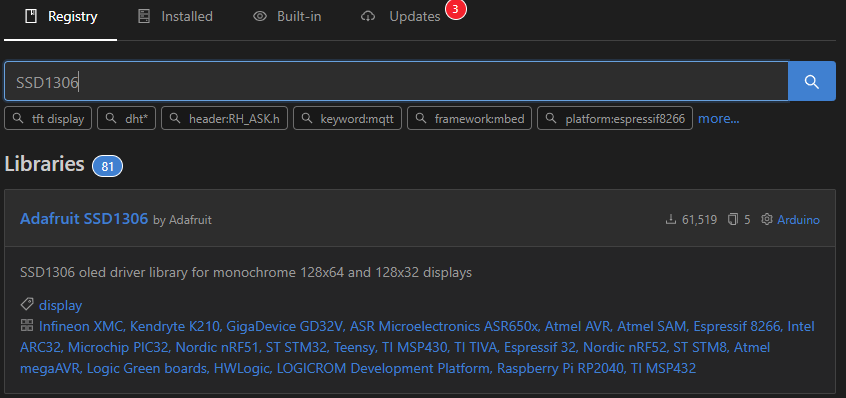 Registry Installed Built-in Updates 3
SSD1306
tft display dht* header:RH_ASK.h keyword:mqtt framework:mbed platform:espressif8266 more...
Libraries 81
Adafruit SSD1306 by Adafruit 61,519 5 Arduino
SSD1306 oled driver library for monochrome 128x64 and 128x32 displays
display
Infineon XMC, Kendryte K210, GigaDevice GD32V, ASR Microelectronics ASR650x, Atmel AVR, Atmel SAM, Espressif 8266, Intel
ARC32, Microchip PIC32, Nordic nRF51, ST STM32, Teensy, TI MSP430, TI TIVA, Espressif 32, Nordic nRF52, ST STM8, Atmel
megaAVR, Logic Green boards, HWLogic, LOGICROM Development Platform, Raspberry Pi RP2040, TI MSP432